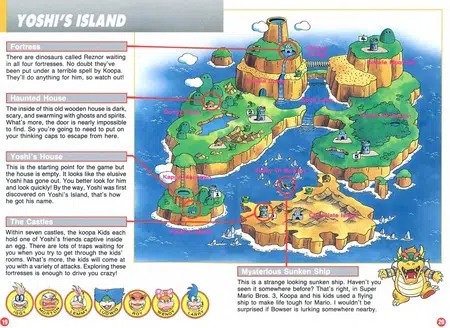 YOSHI'S ISLAND
Fortress
There are dinosaurs called Reznor waiting
in all four fortresses. No doubt they've
been put under a terrible spell by Koopa.
They'll do anything for him, so watch out!
Haunted House
The inside of this old wooden house is dark,
scary, and swarming with ghosts and spirits.
What's more, the door is nearly impossible to
find. So you're going to need to put on
your thinking caps to escape from here.
Yoshi's House
This is the starting point for the game but
the house is empty. It looks like the elusive
Yoshi has gone out. You better look for him
and look quickly! By the way, Yoshi was first
discovered on Yoshi's Island, that's how
he got his name.
The Castles
Within seven castles, the koopa Kids each
hold one of Yoshi's friends captive inside
an egg. There are lots of traps waiting for
you when you try to get through the kids'
rooms. What's more, the kids will come at
you with a variety of attacks. Exploring these
fortresses is enough to drive you crazy!
Mysterious Sunken Ship
This is a strange looking sunken ship. Haven't you
seen it somewhere before? That's right, in Super
Mario Bros. 3, Koopa and his kids used a flying
ship to make life tough for Mario. I wouldn't be
surprised if Bowser is lurking somewhere nearby.
IGGY
MORTON
LEMMY
LUDWIG
ROY
WENDY
LARRY
19
20